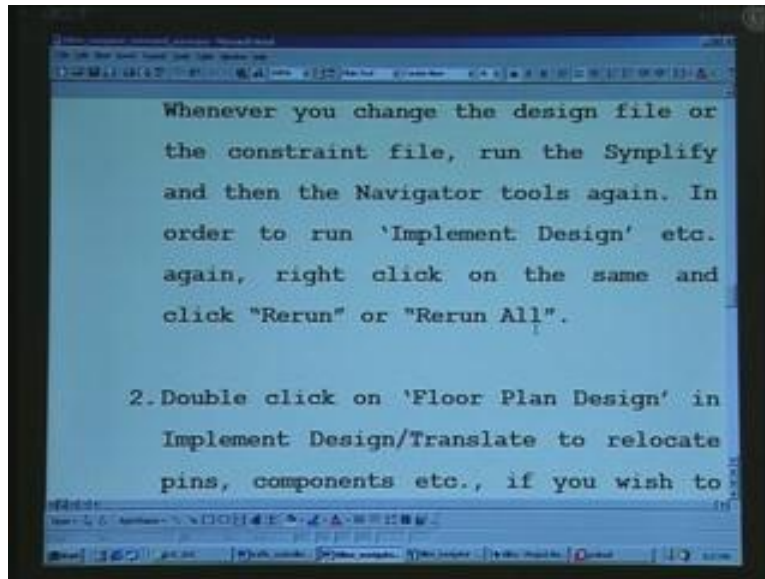 Whenever you change the design file or
the constraint file, run the Synplify
and then the Navigator tools again. In
order to run ‘Implement Design’ etc.
again, right click on the same and
click “Rerun” or “Rerun All”.
2. Double click on ‘Floor Plan Design’ in
Implement Design/Translate to relocate
pins, components etc., if you wish to